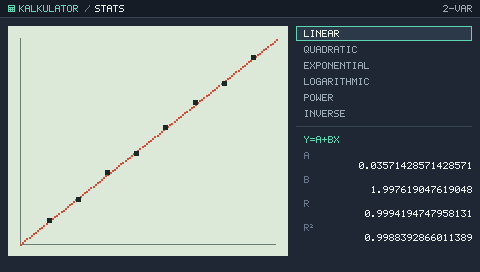 KALKULATOR / STATS
2-VAR
LINEAR
QUADRATIC
EXPONENTIAL
LOGARITHMIC
POWER
INVERSE
Y=A+BX
A
0.03571428571428571
B
1.997619047619048
R
0.9994194747958131
R²
0.9988392866011389